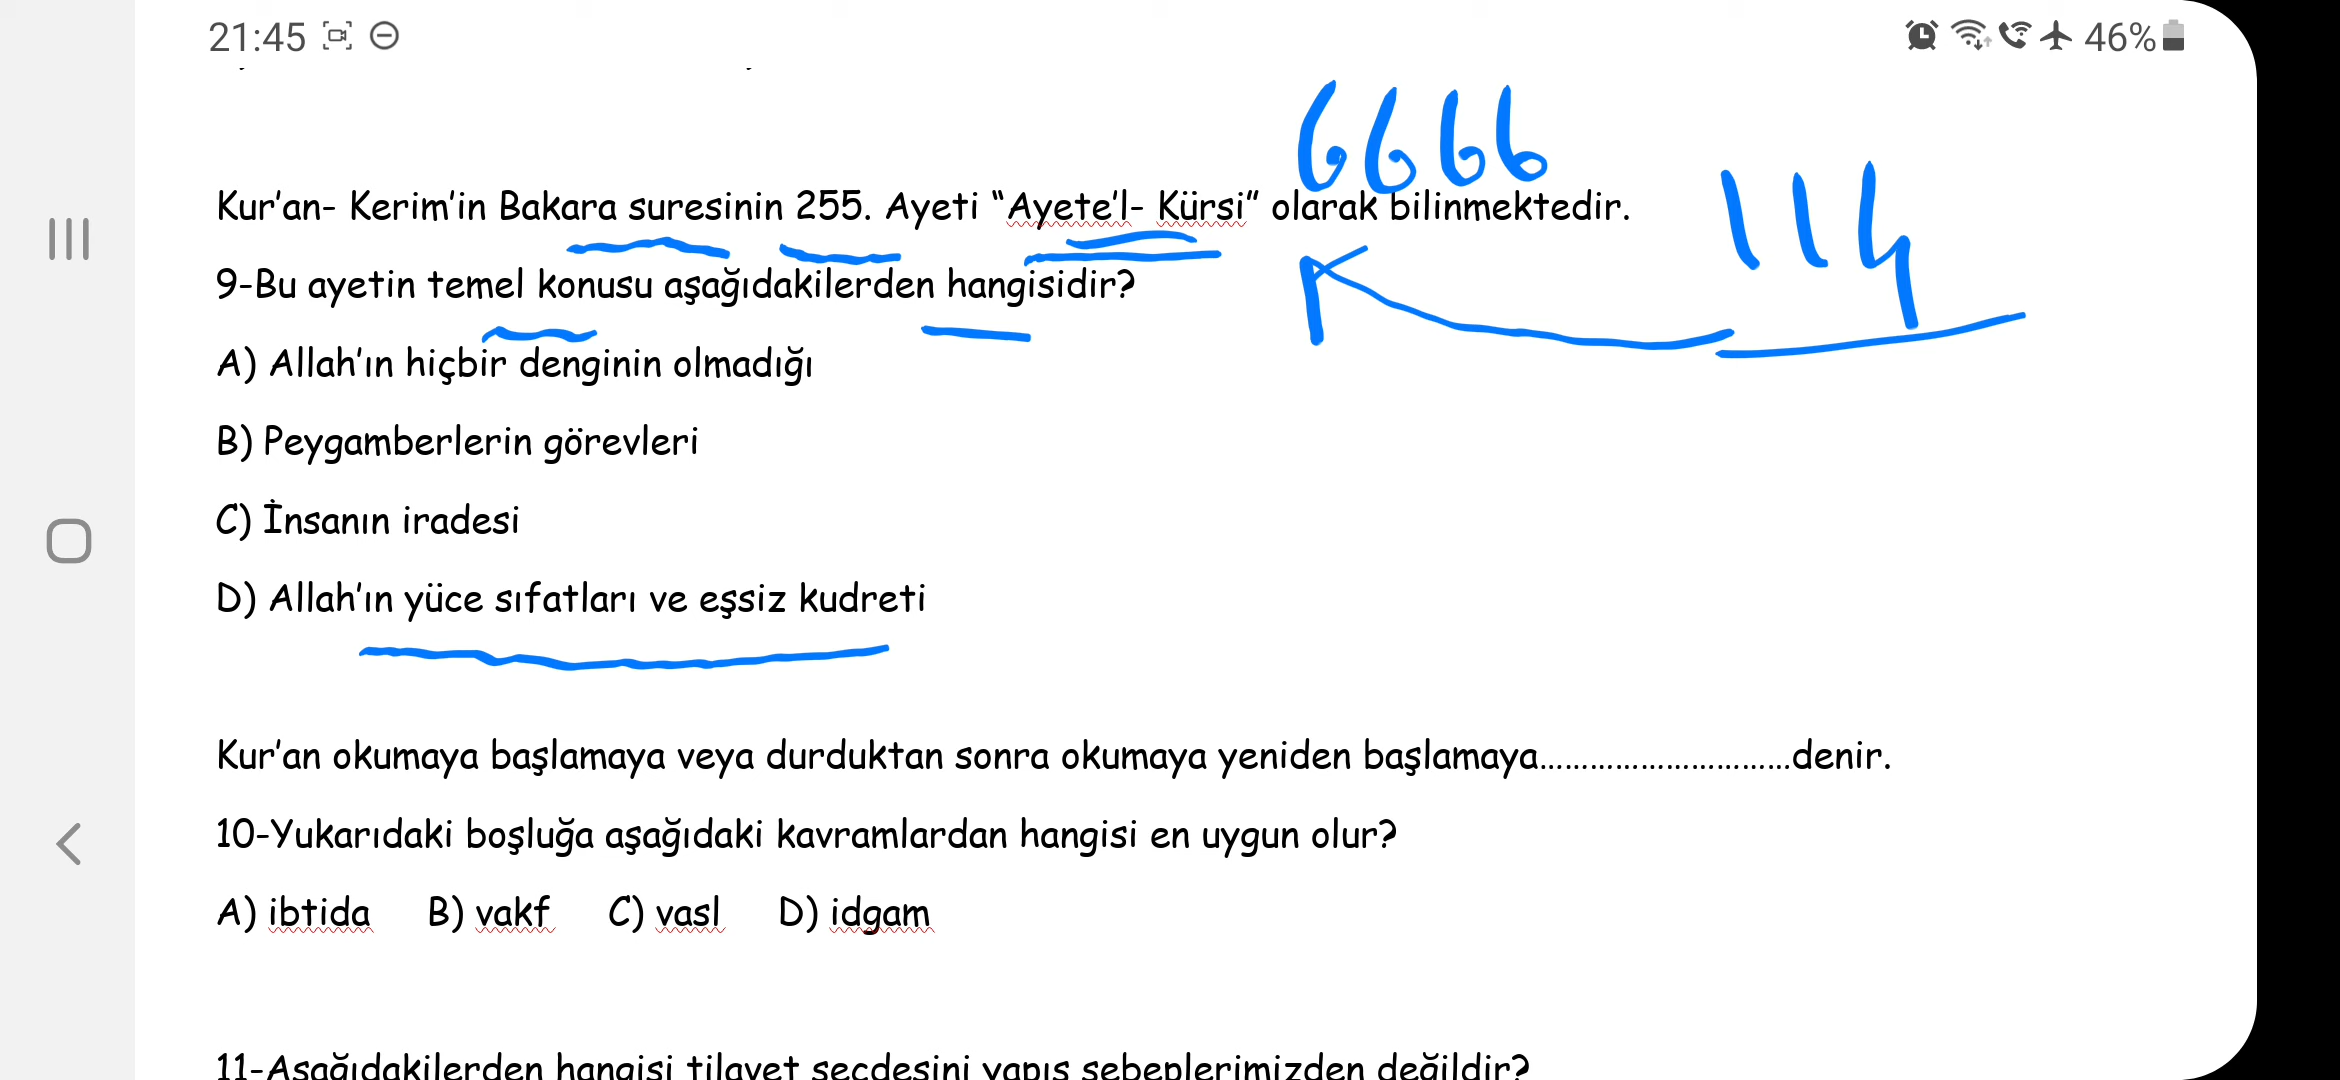 21:45 46%
6666
114
Kur'an- Kerim'in Bakara suresinin 255. Ayeti “Ayete'l- Kürsi” olarak bilinmektedir.
9-Bu ayetin temel konusu aşağıdakilerden hangisidir?
A) Allah'ın hiçbir denginin olmadığı
B) Peygamberlerin görevleri
C) İnsanın iradesi
D) Allah'ın yüce sıfatları ve eşsiz kudreti
Kur'an okumaya başlamaya veya durduktan sonra okumaya yeniden başlamaya............................denir.
10-Yukarıdaki boşluğa aşağıdaki kavramlardan hangisi en uygun olur?
A) ibtida B) vakf C) vasl D) idgam
11-Aşağıdakilerden hangisi tilavet secdesini yapış sebeplerimizden değildir?